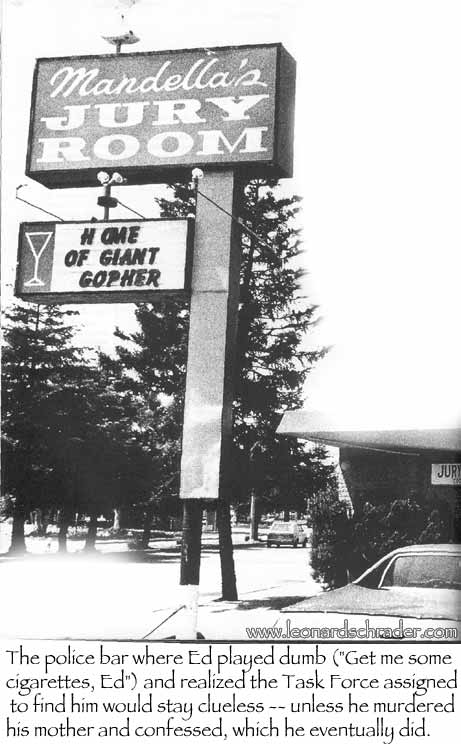 Mandella's
JURY
ROOM
HOME
OF GIANT
GOPHER
JURY
www.leonardschrader.com
The police bar where Ed played dumb ("Get me some
cigarettes, Ed") and realized the Task Force assigned
to find him would stay clueless -- unless he murdered
his mother and confessed, which he eventually did.